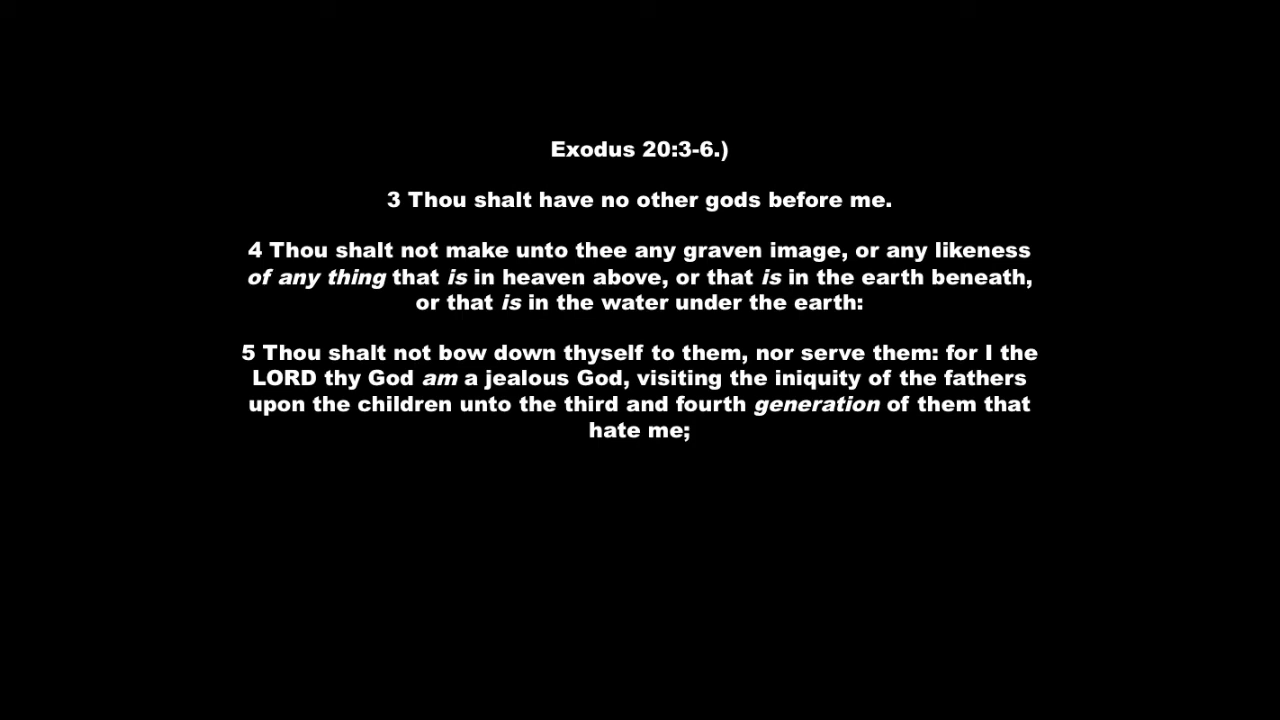 Exodus 20:3-6.)
3 Thou shalt have no other gods before me.
4 Thou shalt not make unto thee any graven image, or any likeness
of any thing that is in heaven above, or that is in the earth beneath,
or that is in the water under the earth:
5 Thou shalt not bow down thyself to them, nor serve them: for I the
LORD thy God am a jealous God, visiting the iniquity of the fathers
upon the children unto the third and fourth generation of them that
hate me;